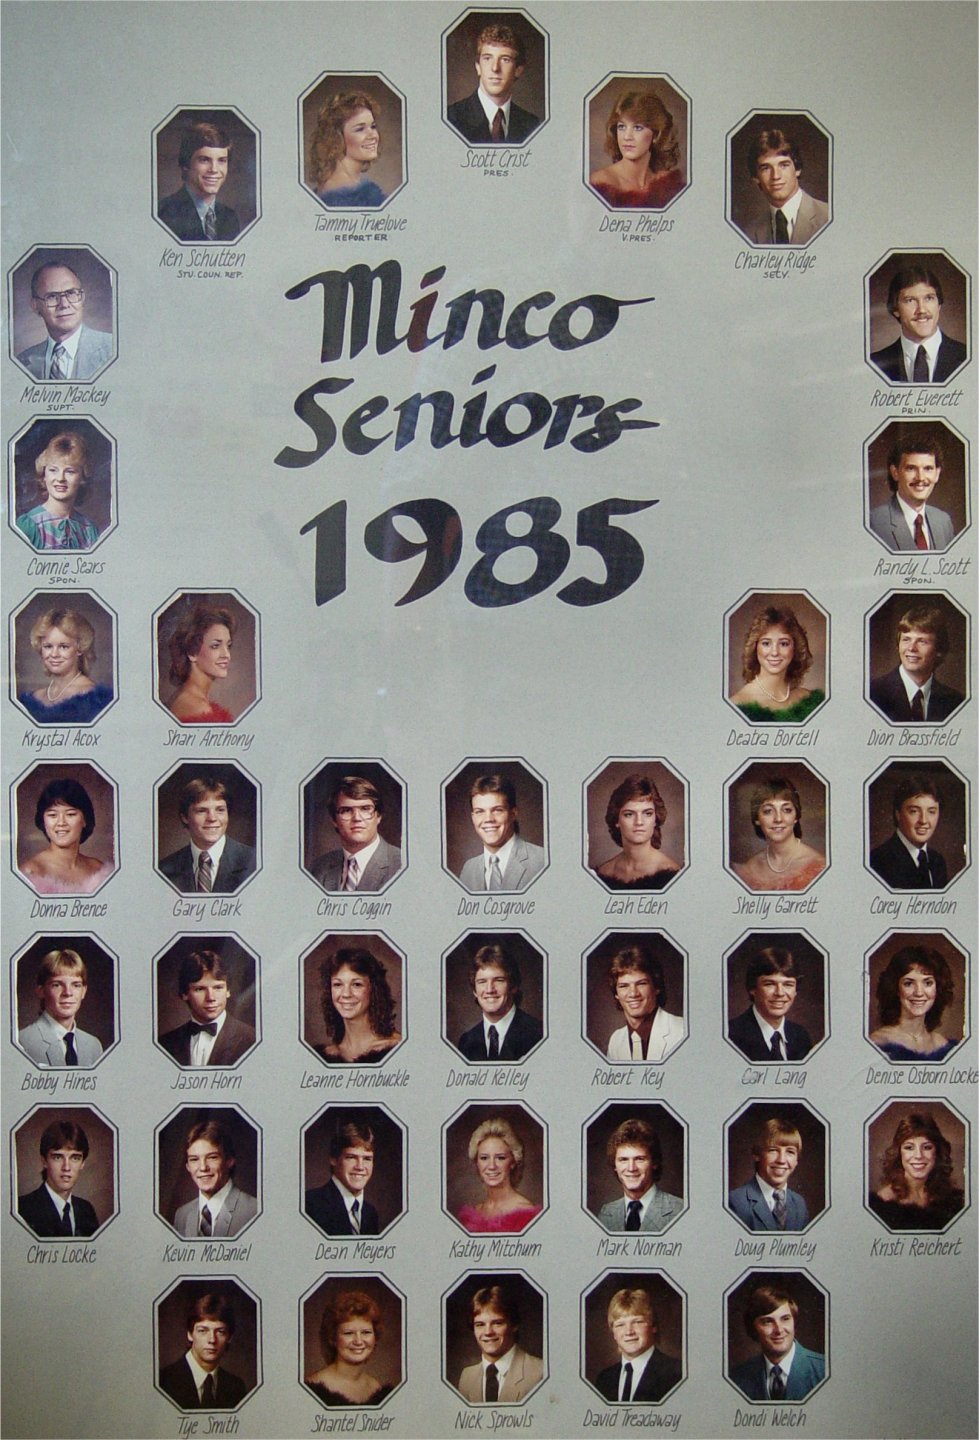 Scott Crist
PRES.
Tammy Truelove
REPORTER
Dena Phelps
V. PRES.
Ken Schutten
STU. COUN. REP.
Charley Ridge
SECY.
Minco
Seniors
1985
Melvin Mackey
SUPT.
Robert Everett
PRIN.
Connie Sears
SPON.
Randy L. Scott
SPON.
Krystal Acox
Shari Anthony
Deatra Bortell
Dion Brassfield
Donna Brence
Gary Clark
Chris Coggin
Don Cosgrove
Leah Eden
Shelly Garrett
Corey Herndon
Bobby Hines
Jason Horn
Leanne Hornbuckle
Donald Kelley
Robert Key
Carl Lang
Denise Osborn Locke
Chris Locke
Kevin McDaniel
Dean Meyers
Kathy Mitchum
Mark Norman
Doug Plumley
Kristi Reichert
Tye Smith
Shantel Snider
Nick Sprowls
David Treadaway
Dondi Welch